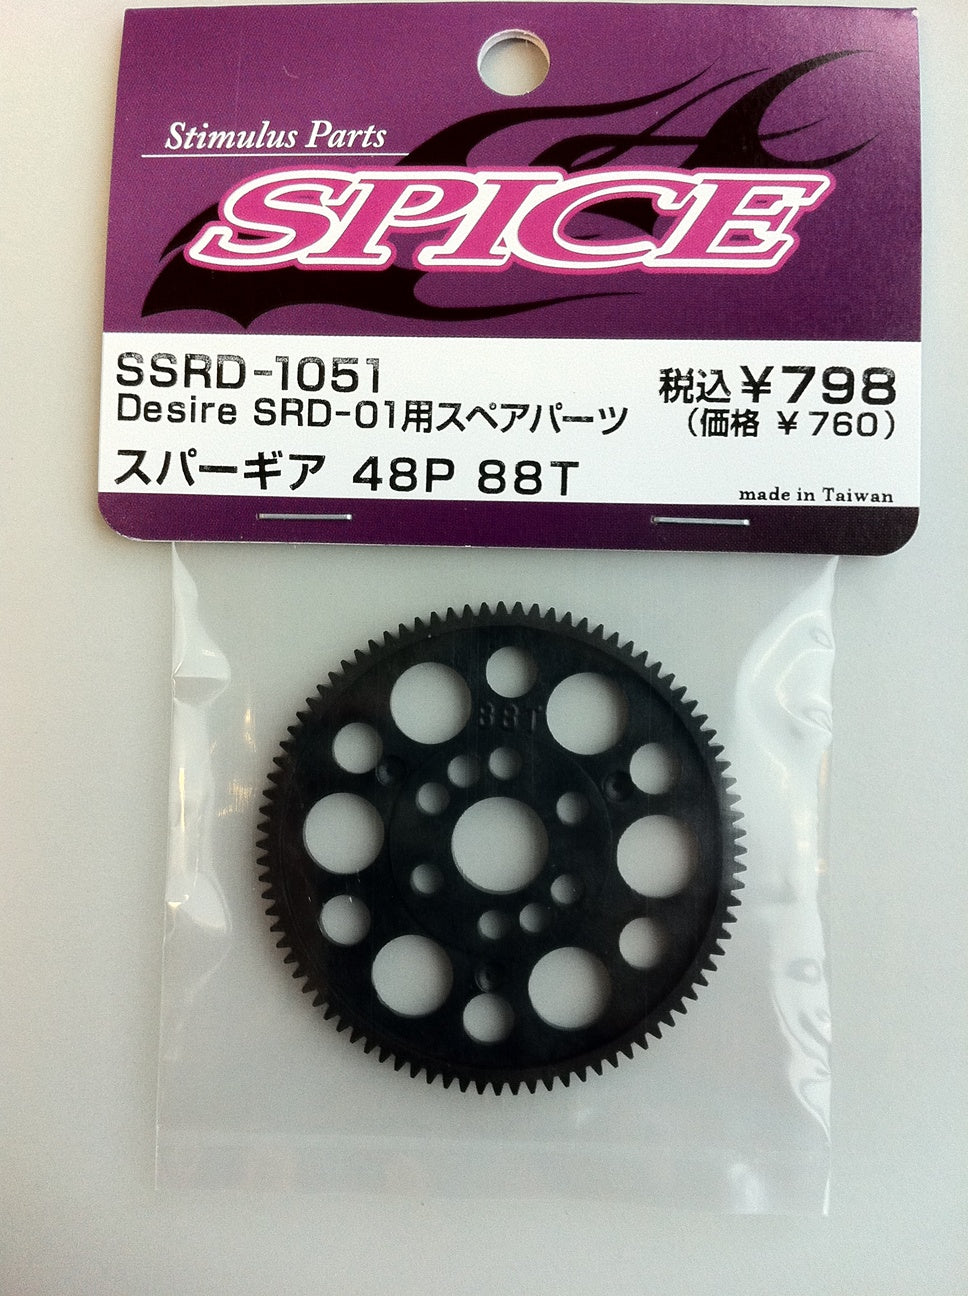 Stimulus Parts
SPICE
SSRD-1051
Desire SRD-01用スペアパーツ
スパーギア 48P 88T
税込¥798
(価格 ¥760)
made in Taiwan
88T